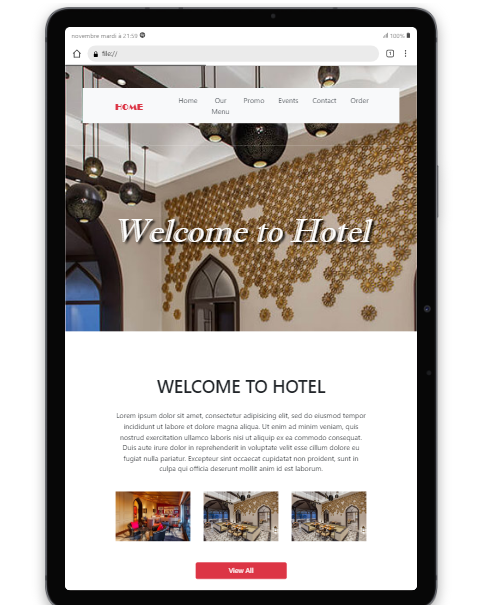 novembre mardi à 21:59
100%
file://
1
HOME
Home
Our
Menu
Promo
Events
Contact
Order
Welcome to Hotel
WELCOME TO HOTEL
Lorem ipsum dolor sit amet, consectetur adipisicing elit, sed do eiusmod tempor
incididunt ut labore et dolore magna aliqua. Ut enim ad minim veniam, quis
nostrud exercitation ullamco laboris nisi ut aliquip ex ea commodo consequat.
Duis aute irure dolor in reprehenderit in voluptate velit esse cillum dolore eu
fugiat nulla pariatur. Excepteur sint occaecat cupidatat non proident, sunt in
culpa qui officia deserunt mollit anim id est laborum.
View All